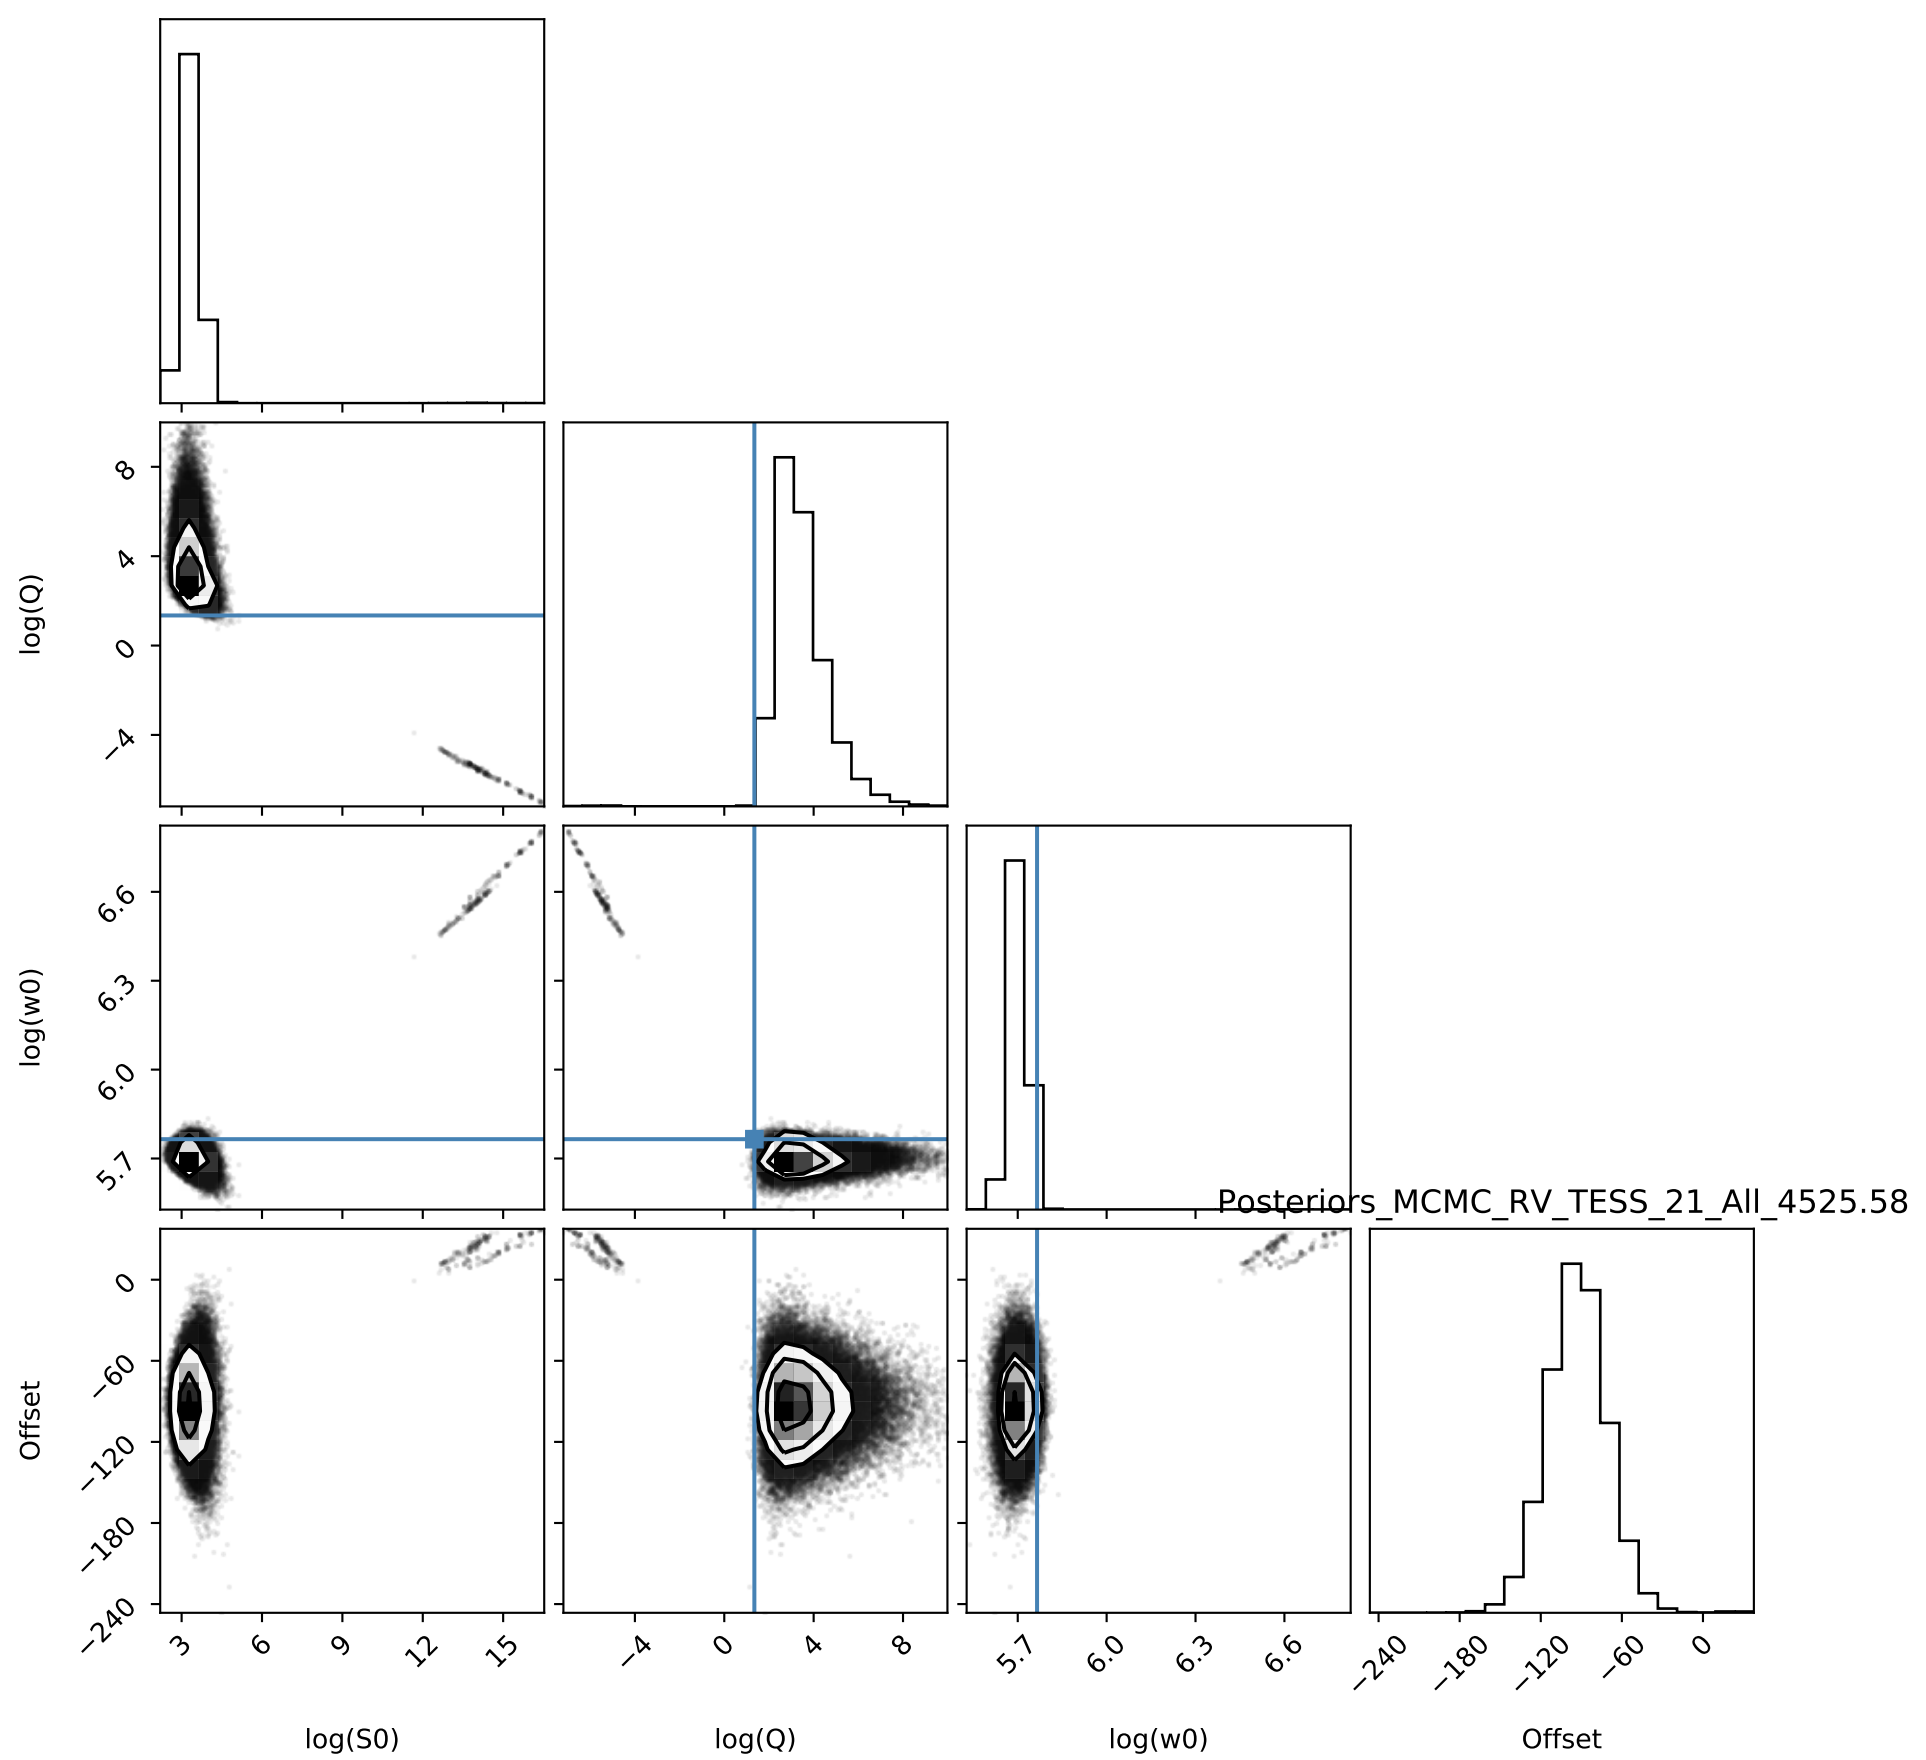 8
4
0
−4
log(Q)
6.6
6.3
6.0
5.7
log(w0)
Posteriors_MCMC_RV_TESS_21_All_4525.58
0
−60
−120
−180
−240
Offset
3 6 9 12 15
−4 0 4 8
5.7 6.0 6.3 6.6
−240 −180 −120 −60 0
log(S0) log(Q) log(w0) Offset